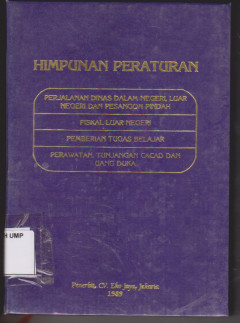 HIMPUNAN PERATURAN
PERJALANAN DINAS DALAM NEGERI, LUAR
NEGERI DAN PESANGON PINDAH
FISKAL LUAR NEGERI
PEMBERIAN TUGAS BELAJAR
PERAWATAN, TUNJANGAN CACAD DAN
UANG DUKA.
Penerbit, CV. Eko Jaya, Jakarta
1989
UMP